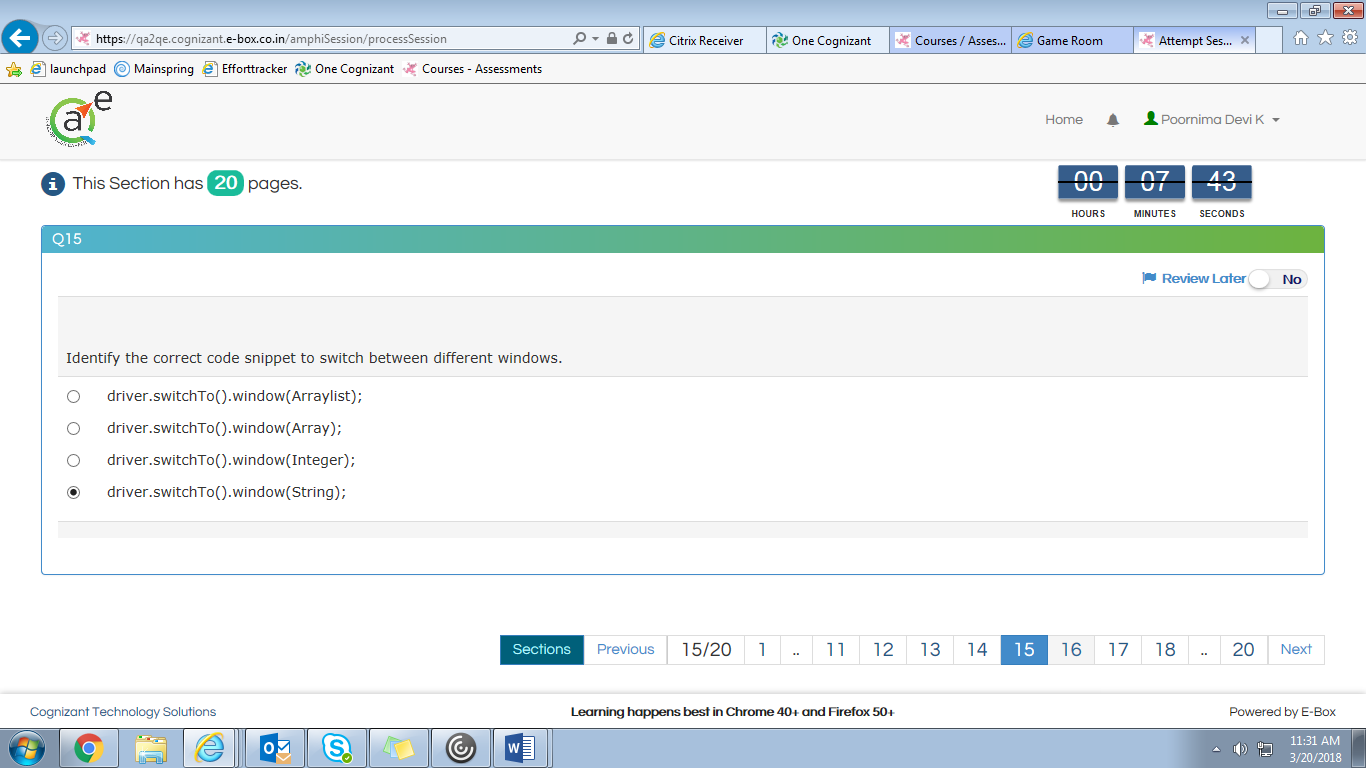 https://qa2qe.cognizant.e-box.co.in/amphiSession/processSession
Citrix Receiver
One Cognizant
Courses / Asses...
Game Room
Attempt Ses...
launchpad
Mainspring
Efforttracker
One Cognizant
Courses - Assessments
a e
Home
Poornima Devi K
This Section has 20 pages.
00 07 43
HOURS MINUTES SECONDS
Q15
Review Later No
Identify the correct code snippet to switch between different windows.
driver.switchTo().window(Arraylist);
driver.switchTo().window(Array);
driver.switchTo().window(Integer);
driver.switchTo().window(String);
Sections Previous 15/20 1 .. 11 12 13 14 15 16 17 18 .. 20 Next
Cognizant Technology Solutions
Learning happens best in Chrome 40+ and Firefox 50+
Powered by E-Box
11:31 AM
3/20/2018